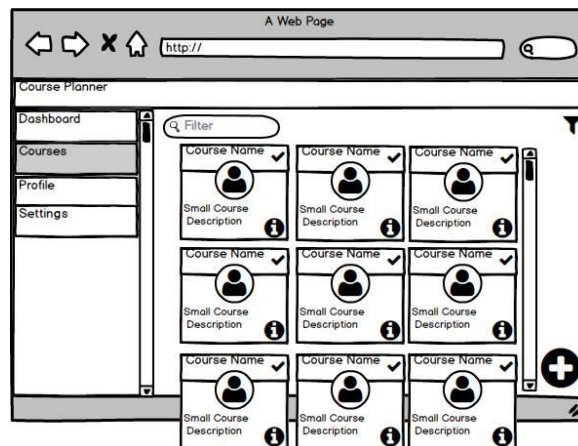 A Web Page
http://
Course Planner
Dashboard
Courses
Profile
Settings
Filter
Course Name Course Name Course Name
Small Course Small Course Small Course
Description Description Description
Course Name Course Name Course Name
Small Course Small Course Small Course
Description Description Description
Course Name Course Name Course Name
Small Course Small Course Small Course
Description Description Description